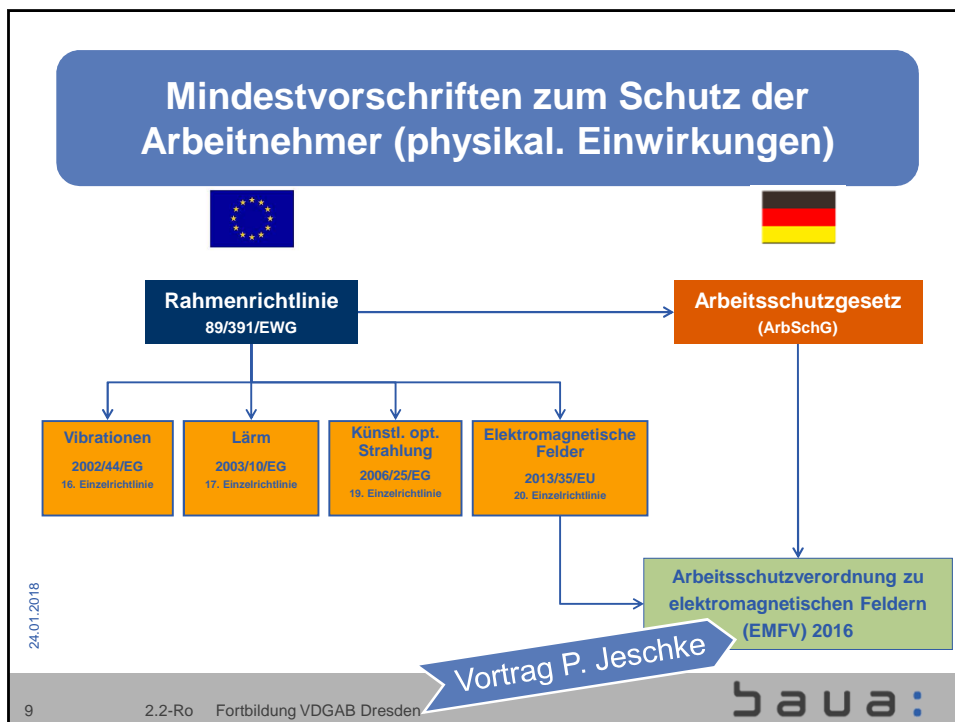 Mindestvorschriften zum Schutz der
Arbeitnehmer (physikal. Einwirkungen)
Rahmenrichtlinie
89/391/EWG
Arbeitsschutzgesetz
(ArbSchG)
Vibrationen
2002/44/EG
16. Einzelrichtlinie
Lärm
2003/10/EG
17. Einzelrichtlinie
Künstl. opt.
Strahlung
2006/25/EG
19. Einzelrichtlinie
Elektromagnetische
Felder
2013/35/EU
20. Einzelrichtlinie
Arbeitsschutzverordnung zu
elektromagnetischen Feldern
(EMFV) 2016
24.01.2018
Vortrag P. Jeschke
9 2.2-Ro Fortbildung VDGAB Dresden
baua: